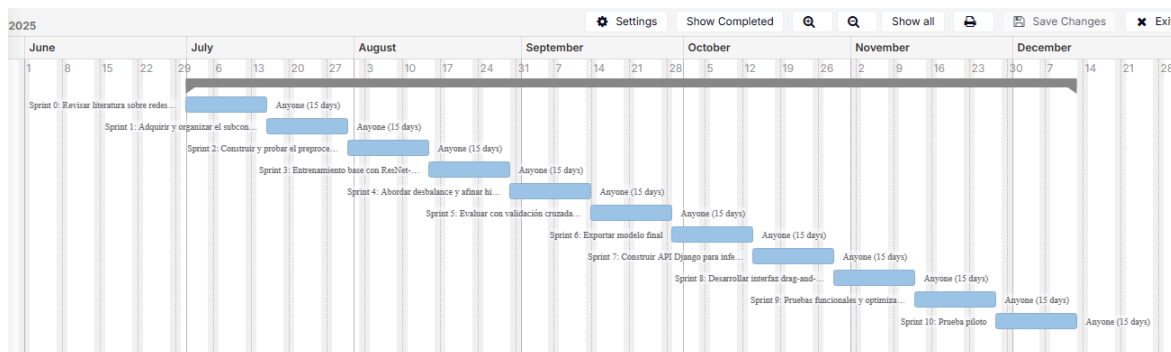 2025
Settings Show Completed Show all Save Changes Exi
June July August September October November December
1 8 15 22 29 6 13 20 27 3 10 17 24 31 7 14 21 28 5 12 19 26 2 9 16 23 30 7 14 21 28
Sprint 0: Revisar literatura sobre redes... Anyone (15 days)
Sprint 1: Adquirir y organizar el subcon... Anyone (15 days)
Sprint 2: Construir y probar el preproce... Anyone (15 days)
Sprint 3: Entrenamiento base con ResNet-... Anyone (15 days)
Sprint 4: Abordar desbalance y afinar hi... Anyone (15 days)
Sprint 5: Evaluar con validación cruzada... Anyone (15 days)
Sprint 6: Exportar modelo final Anyone (15 days)
Sprint 7: Construir API Django para infe... Anyone (15 days)
Sprint 8: Desarrollar interfaz drag-and-... Anyone (15 days)
Sprint 9: Pruebas funcionales y optimiza... Anyone (15 days)
Sprint 10: Prueba piloto Anyone (15 days)